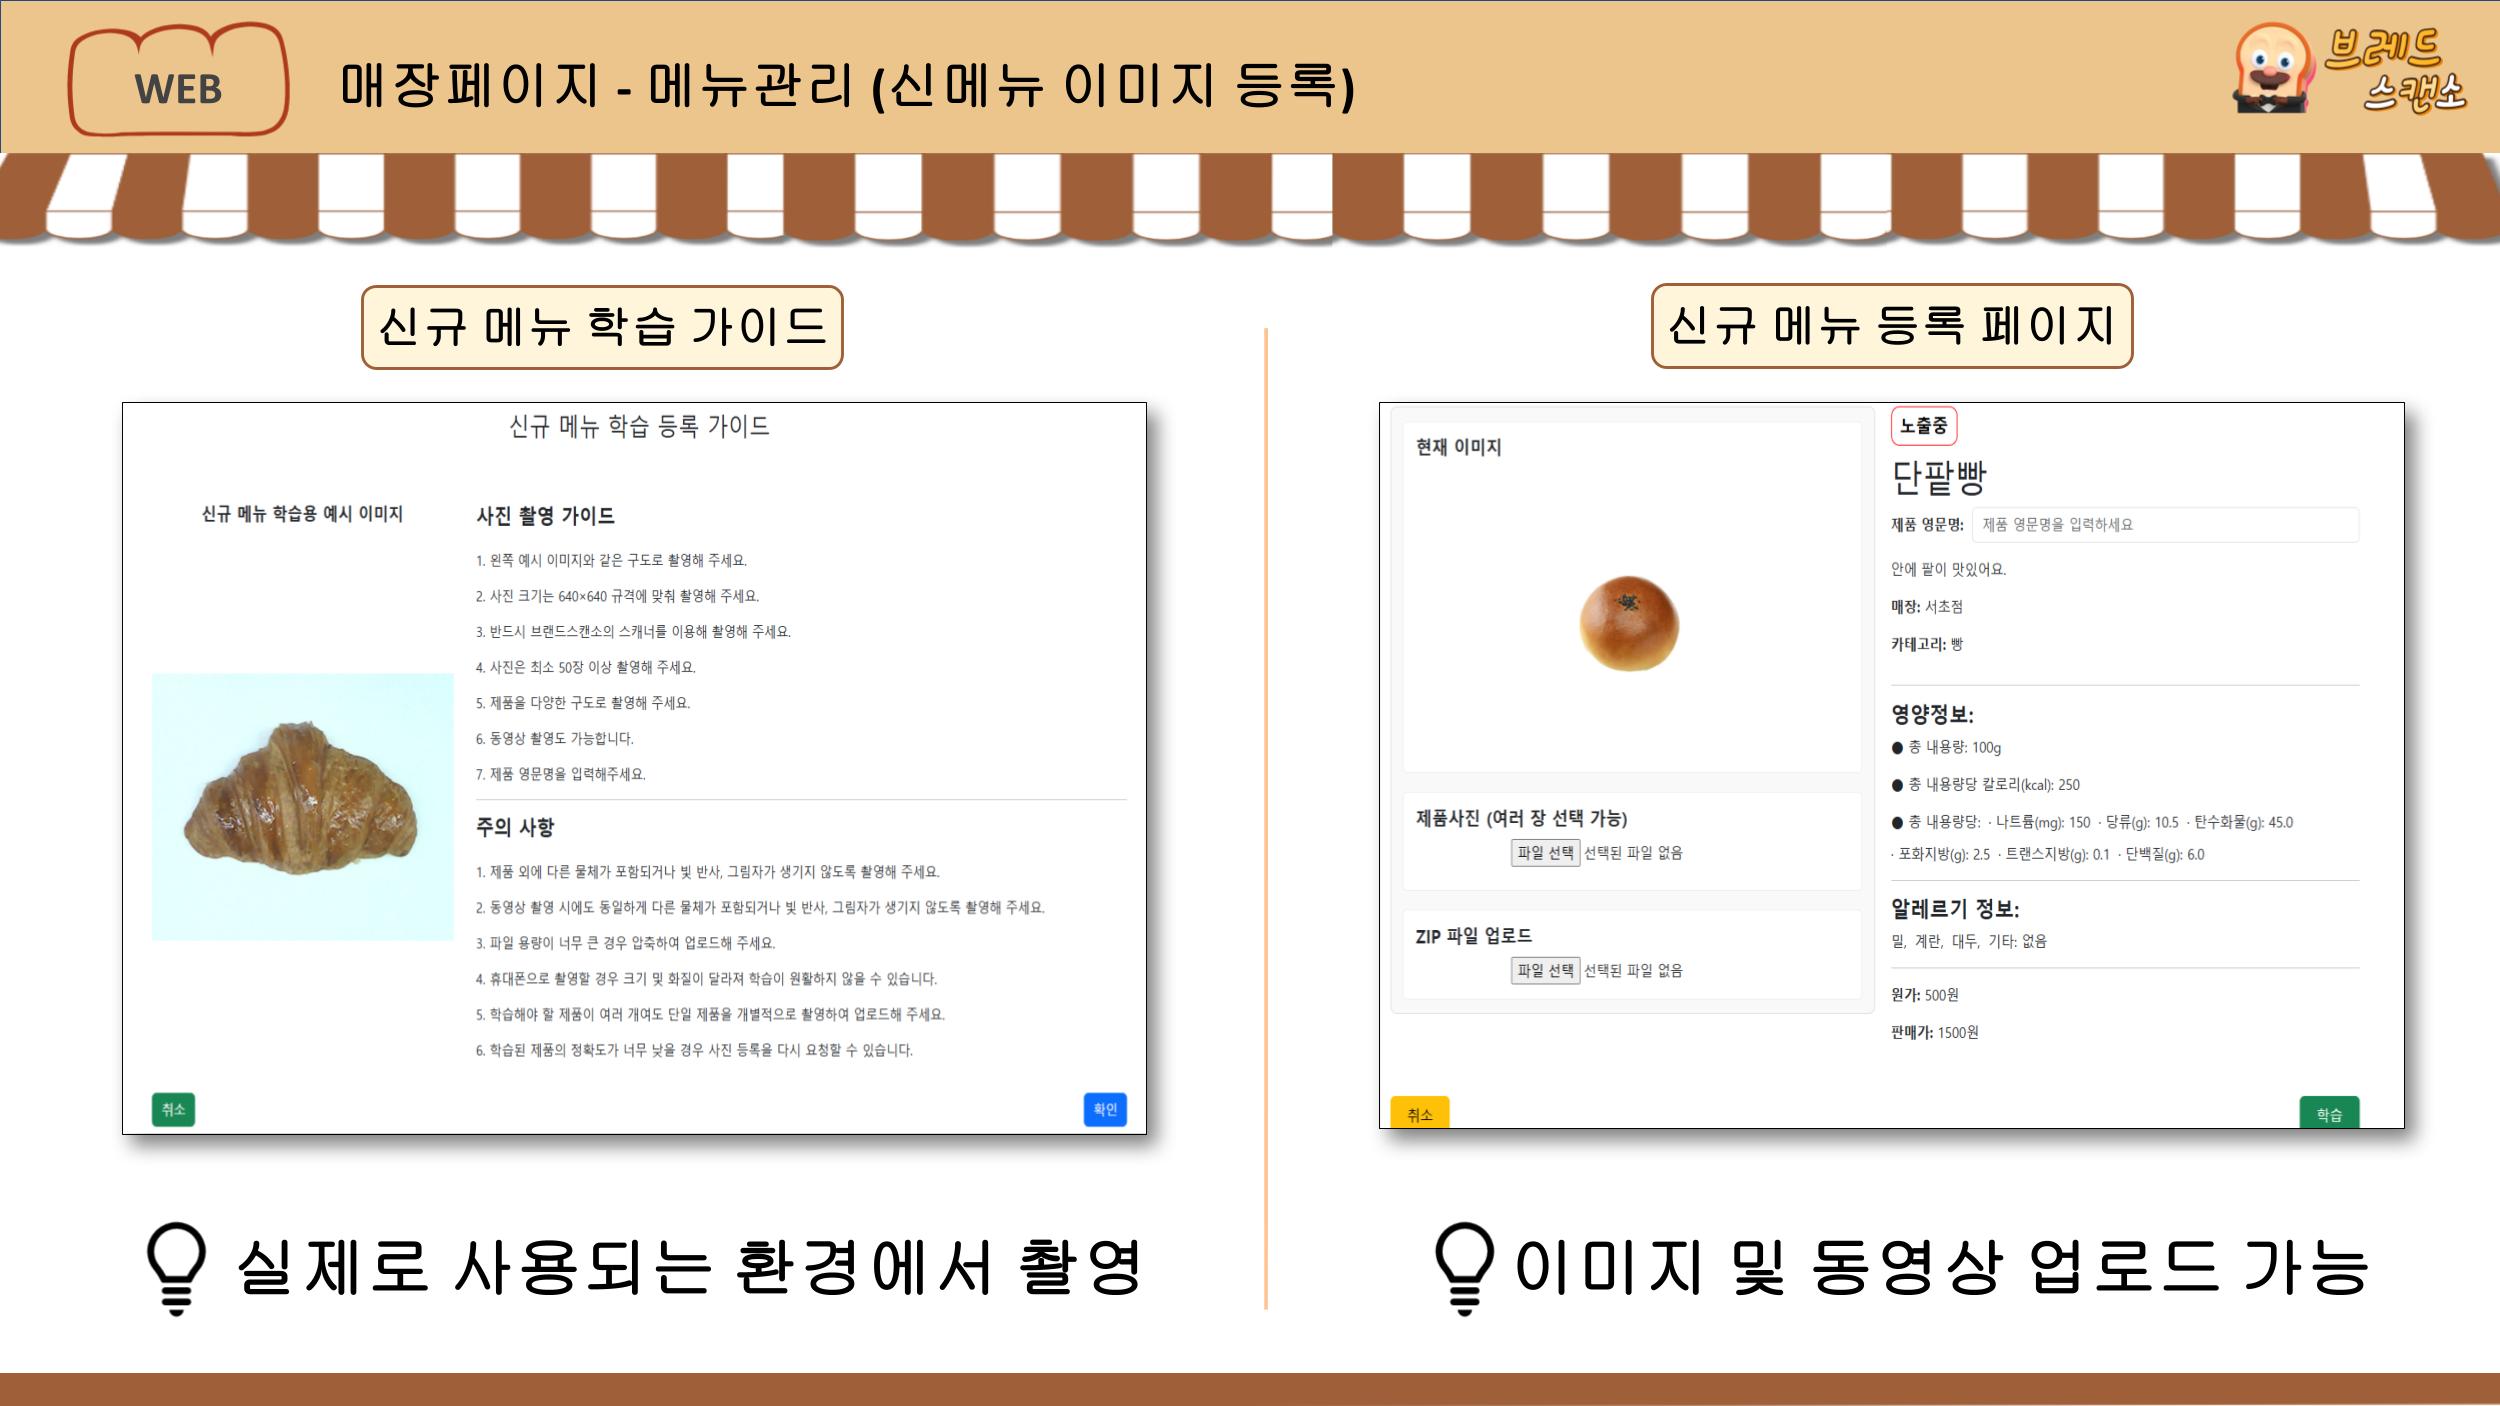 WEB
매장페이지 - 메뉴관리 (신메뉴 이미지 등록)
브레드
스캔소
신규 메뉴 학습 가이드
신규 메뉴 학습 등록 가이드
신규 메뉴 학습용 예시 이미지
사진 촬영 가이드
1. 왼쪽 예시 이미지와 같은 구도로 촬영해 주세요.
2. 사진 크기는 640×640 규격에 맞춰 촬영해 주세요.
3. 반드시 브랜드스캔소의 스캐너를 이용해 촬영해 주세요.
4. 사진은 최소 50장 이상 촬영해 주세요.
5. 제품을 다양한 구도로 촬영해 주세요.
6. 동영상 촬영도 가능합니다.
7. 제품 영문명을 입력해주세요.
주의 사항
1. 제품 외에 다른 물체가 포함되거나 빛 반사, 그림자가 생기지 않도록 촬영해 주세요.
2. 동영상 촬영 시에도 동일하게 다른 물체가 포함되거나 빛 반사, 그림자가 생기지 않도록 촬영해 주세요.
3. 파일 용량이 너무 큰 경우 압축하여 업로드해 주세요.
4. 휴대폰으로 촬영할 경우 크기 및 화질이 달라져 학습이 원활하지 않을 수 있습니다.
5. 학습해야 할 제품이 여러 개여도 단일 제품을 개별적으로 촬영하여 업로드해 주세요.
6. 학습된 제품의 정확도가 너무 낮을 경우 사진 등록을 다시 요청할 수 있습니다.
취소
확인
실제로 사용되는 환경에서 촬영
신규 메뉴 등록 페이지
현재 이미지
제품사진 (여러 장 선택 가능)
파일 선택 선택된 파일 없음
ZIP 파일 업로드
파일 선택 선택된 파일 없음
노출중
단팥빵
제품 영문명: 제품 영문명을 입력하세요
안에 팥이 맛있어요.
매장: 서초점
카테고리: 빵
영양정보:
● 총 내용량: 100g
● 총 내용량당 칼로리(kcal): 250
● 총 내용량당: · 나트륨(mg): 150 · 당류(g): 10.5 · 탄수화물(g): 45.0
· 포화지방(g): 2.5 · 트랜스지방(g): 0.1 · 단백질(g): 6.0
알레르기 정보:
밀, 계란, 대두, 기타: 없음
원가: 500원
판매가: 1500원
취소
학습
이미지 및 동영상 업로드 가능